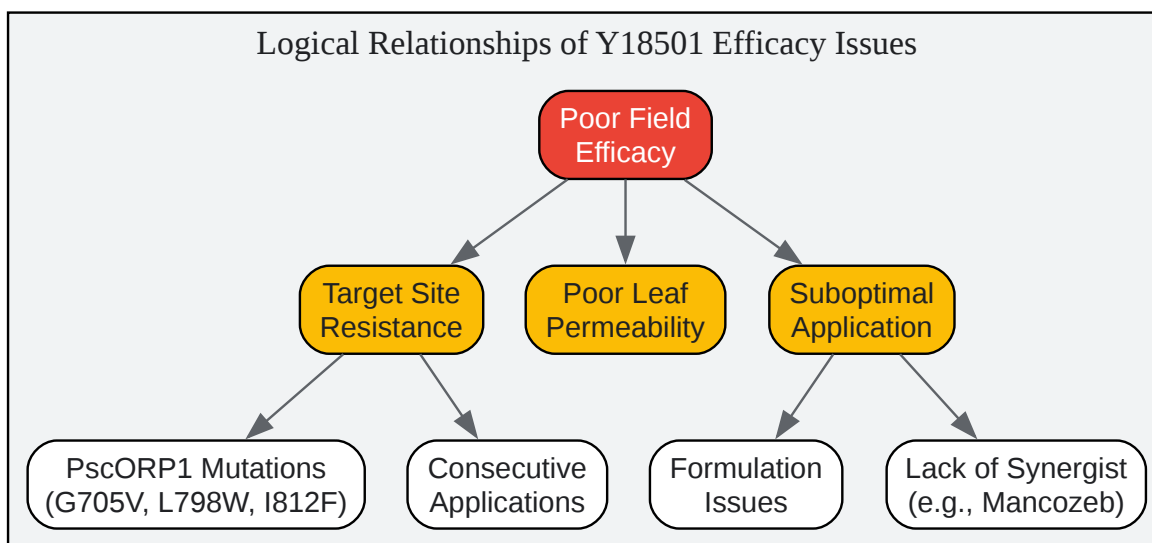 Logical Relationships of Y18501 Efficacy Issues
Poor Field
Efficacy
Target Site
Resistance
Poor Leaf
Permeability
Suboptimal
Application
PscORP1 Mutations
(G705V, L798W, I812F)
Consecutive
Applications
Formulation
Issues
Lack of Synergist
(e.g., Mancozeb)